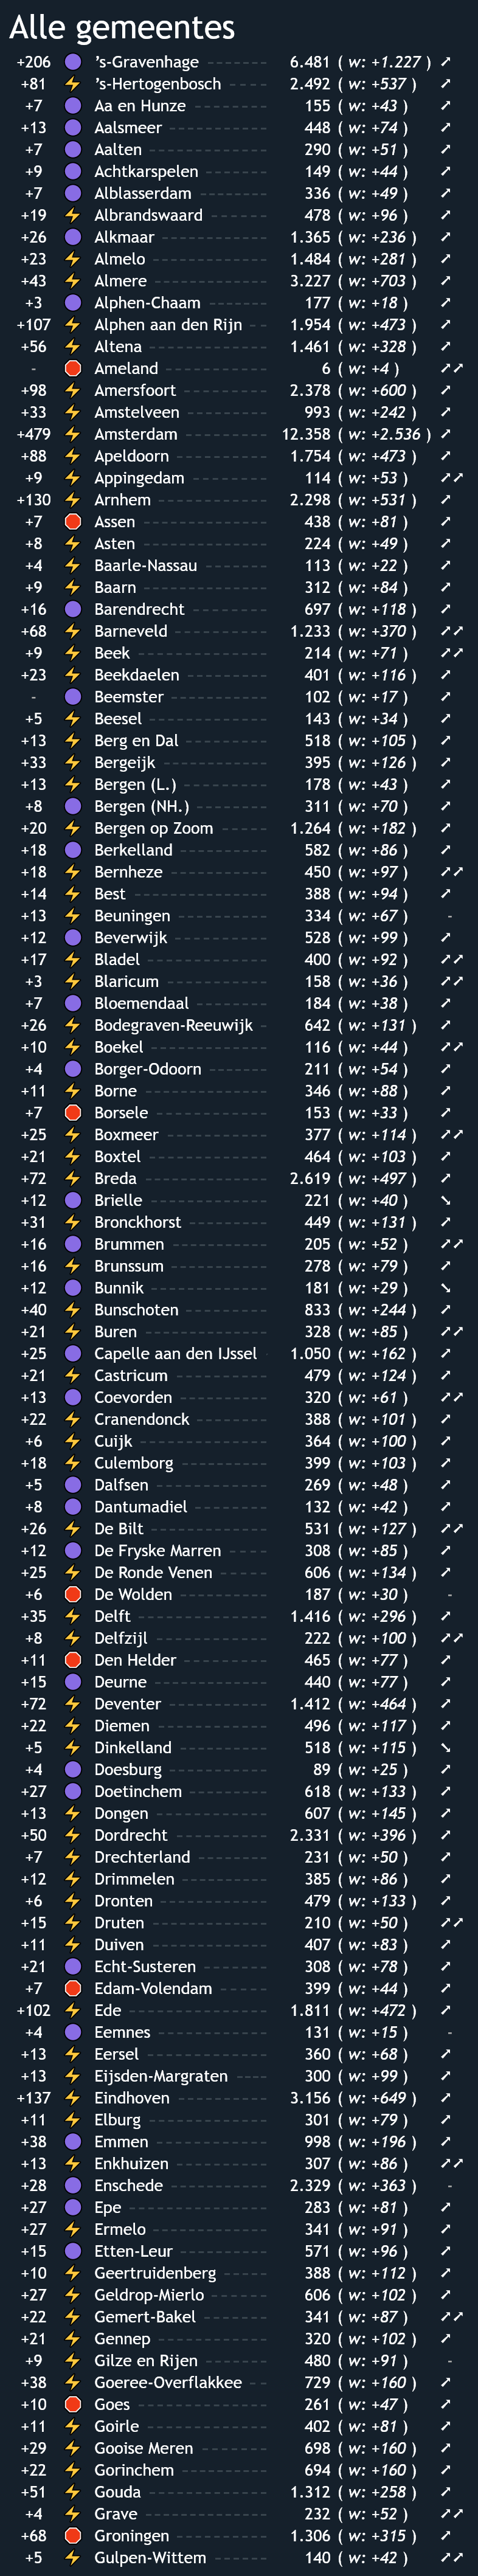 Alle gemeentes
+206 's-Gravenhage 6.481 ( w: +1.227 ) ➚
+81 's-Hertogenbosch 2.492 ( w: +537 ) ➚
+7 Aa en Hunze 155 ( w: +43 ) ➚
+13 Aalsmeer 448 ( w: +74 ) ➚
+7 Aalten 290 ( w: +51 ) ➚
+9 Achtkarspelen 149 ( w: +44 ) ➚
+7 Alblasserdam 336 ( w: +49 ) ➚
+19 Albrandswaard 478 ( w: +96 ) ➚
+26 Alkmaar 1.365 ( w: +236 ) ➚
+23 Almelo 1.484 ( w: +281 ) ➚
+43 Almere 3.227 ( w: +703 ) ➚
+3 Alphen-Chaam 177 ( w: +18 ) ➚
+107 Alphen aan den Rijn 1.954 ( w: +473 ) ➚
+56 Altena 1.461 ( w: +328 ) ➚
- Ameland 6 ( w: +4 ) ➚➚
+98 Amersfoort 2.378 ( w: +600 ) ➚
+33 Amstelveen 993 ( w: +242 ) ➚
+479 Amsterdam 12.358 ( w: +2.536 ) ➚
+88 Apeldoorn 1.754 ( w: +473 ) ➚
+9 Appingedam 114 ( w: +53 ) ➚➚
+130 Arnhem 2.298 ( w: +531 ) ➚
+7 Assen 438 ( w: +81 ) ➚
+8 Asten 224 ( w: +49 ) ➚
+4 Baarle-Nassau 113 ( w: +22 ) ➚
+9 Baarn 312 ( w: +84 ) ➚
+16 Barendrecht 697 ( w: +118 ) ➚
+68 Barneveld 1.233 ( w: +370 ) ➚➚
+9 Beek 214 ( w: +71 ) ➚➚
+23 Beekdaelen 401 ( w: +116 ) ➚
- Beemster 102 ( w: +17 ) ➚
+5 Beesel 143 ( w: +34 ) ➚
+13 Berg en Dal 518 ( w: +105 ) ➚
+33 Bergeijk 395 ( w: +126 ) ➚
+13 Bergen (L.) 178 ( w: +43 ) ➚
+8 Bergen (NH.) 311 ( w: +70 ) ➚
+20 Bergen op Zoom 1.264 ( w: +182 ) ➚
+18 Berkelland 582 ( w: +86 ) ➚
+18 Bernheze 450 ( w: +97 ) ➚➚
+14 Best 388 ( w: +94 ) ➚
+13 Beuningen 334 ( w: +67 ) -
+12 Beverwijk 528 ( w: +99 ) ➚
+17 Bladel 400 ( w: +92 ) ➚➚
+3 Blaricum 158 ( w: +36 ) ➚➚
+7 Bloemendaal 184 ( w: +38 ) ➚
+26 Bodegraven-Reeuwijk 642 ( w: +131 ) ➚
+10 Boekel 116 ( w: +44 ) ➚➚
+4 Borger-Odoorn 211 ( w: +54 ) ➚
+11 Borne 346 ( w: +88 ) ➚
+7 Borsele 153 ( w: +33 ) ➚
+25 Boxmeer 377 ( w: +114 ) ➚➚
+21 Boxtel 464 ( w: +103 ) ➚
+72 Breda 2.619 ( w: +497 ) ➚
+12 Brielle 221 ( w: +40 ) ➘
+31 Bronckhorst 449 ( w: +131 ) ➚
+16 Brummen 205 ( w: +52 ) ➚➚
+16 Brunssum 278 ( w: +79 ) ➚
+12 Bunnik 181 ( w: +29 ) ➘
+40 Bunschoten 833 ( w: +244 ) ➚
+21 Buren 328 ( w: +85 ) ➚➚
+25 Capelle aan den IJssel 1.050 ( w: +162 ) ➚
+21 Castricum 479 ( w: +124 ) ➚
+13 Coevorden 320 ( w: +61 ) ➚➚
+22 Cranendonck 388 ( w: +101 ) ➚
+6 Cuijk 364 ( w: +100 ) ➚
+18 Culemborg 399 ( w: +103 ) ➚
+5 Dalfsen 269 ( w: +48 ) ➚
+8 Dantumadiel 132 ( w: +42 ) ➚
+26 De Bilt 531 ( w: +127 ) ➚➚
+12 De Fryske Marren 308 ( w: +85 ) ➚
+25 De Ronde Venen 606 ( w: +134 ) ➚
+6 De Wolden 187 ( w: +30 ) -
+35 Delft 1.416 ( w: +296 ) ➚
+8 Delfzijl 222 ( w: +100 ) ➚➚
+11 Den Helder 465 ( w: +77 ) ➚
+15 Deurne 440 ( w: +77 ) ➚
+72 Deventer 1.412 ( w: +464 ) ➚
+22 Diemen 496 ( w: +117 ) ➚
+5 Dinkelland 518 ( w: +115 ) ➘
+4 Doesburg 89 ( w: +25 ) ➚
+27 Doetinchem 618 ( w: +133 ) ➚
+13 Dongen 607 ( w: +145 ) ➚
+50 Dordrecht 2.331 ( w: +396 ) ➚
+7 Drechterland 231 ( w: +50 ) ➚
+12 Drimmelen 385 ( w: +86 ) ➚
+6 Dronten 479 ( w: +133 ) ➚
+15 Druten 210 ( w: +50 ) ➚➚
+11 Duiven 407 ( w: +83 ) ➚
+21 Echt-Susteren 308 ( w: +78 ) ➚
+7 Edam-Volendam 399 ( w: +44 ) ➚
+102 Ede 1.811 ( w: +472 ) ➚
+4 Eemnes 131 ( w: +15 ) -
+13 Eersel 360 ( w: +68 ) ➚
+13 Eijsden-Margraten 300 ( w: +99 ) ➚
+137 Eindhoven 3.156 ( w: +649 ) ➚
+11 Elburg 301 ( w: +79 ) ➚
+38 Emmen 998 ( w: +196 ) ➚
+13 Enkhuizen 307 ( w: +86 ) ➚➚
+28 Enschede 2.329 ( w: +363 ) -
+27 Epe 283 ( w: +81 ) ➚
+27 Ermelo 341 ( w: +91 ) ➚
+15 Etten-Leur 571 ( w: +96 ) ➚
+10 Geertruidenberg 388 ( w: +112 ) ➚
+27 Geldrop-Mierlo 606 ( w: +102 ) ➚
+22 Gemert-Bakel 341 ( w: +87 ) ➚➚
+21 Gennep 320 ( w: +102 ) ➚
+9 Gilze en Rijen 480 ( w: +91 ) -
+38 Goeree-Overflakkee 729 ( w: +160 ) ➚
+10 Goes 261 ( w: +47 ) ➚
+11 Goirle 402 ( w: +81 ) ➚
+29 Gooise Meren 698 ( w: +160 ) ➚
+22 Gorinchem 694 ( w: +160 ) ➚
+51 Gouda 1.312 ( w: +258 ) ➚
+4 Grave 232 ( w: +52 ) ➚➚
+68 Groningen 1.306 ( w: +315 ) ➚
+5 Gulpen-Wittem 140 ( w: +42 ) ➚➚